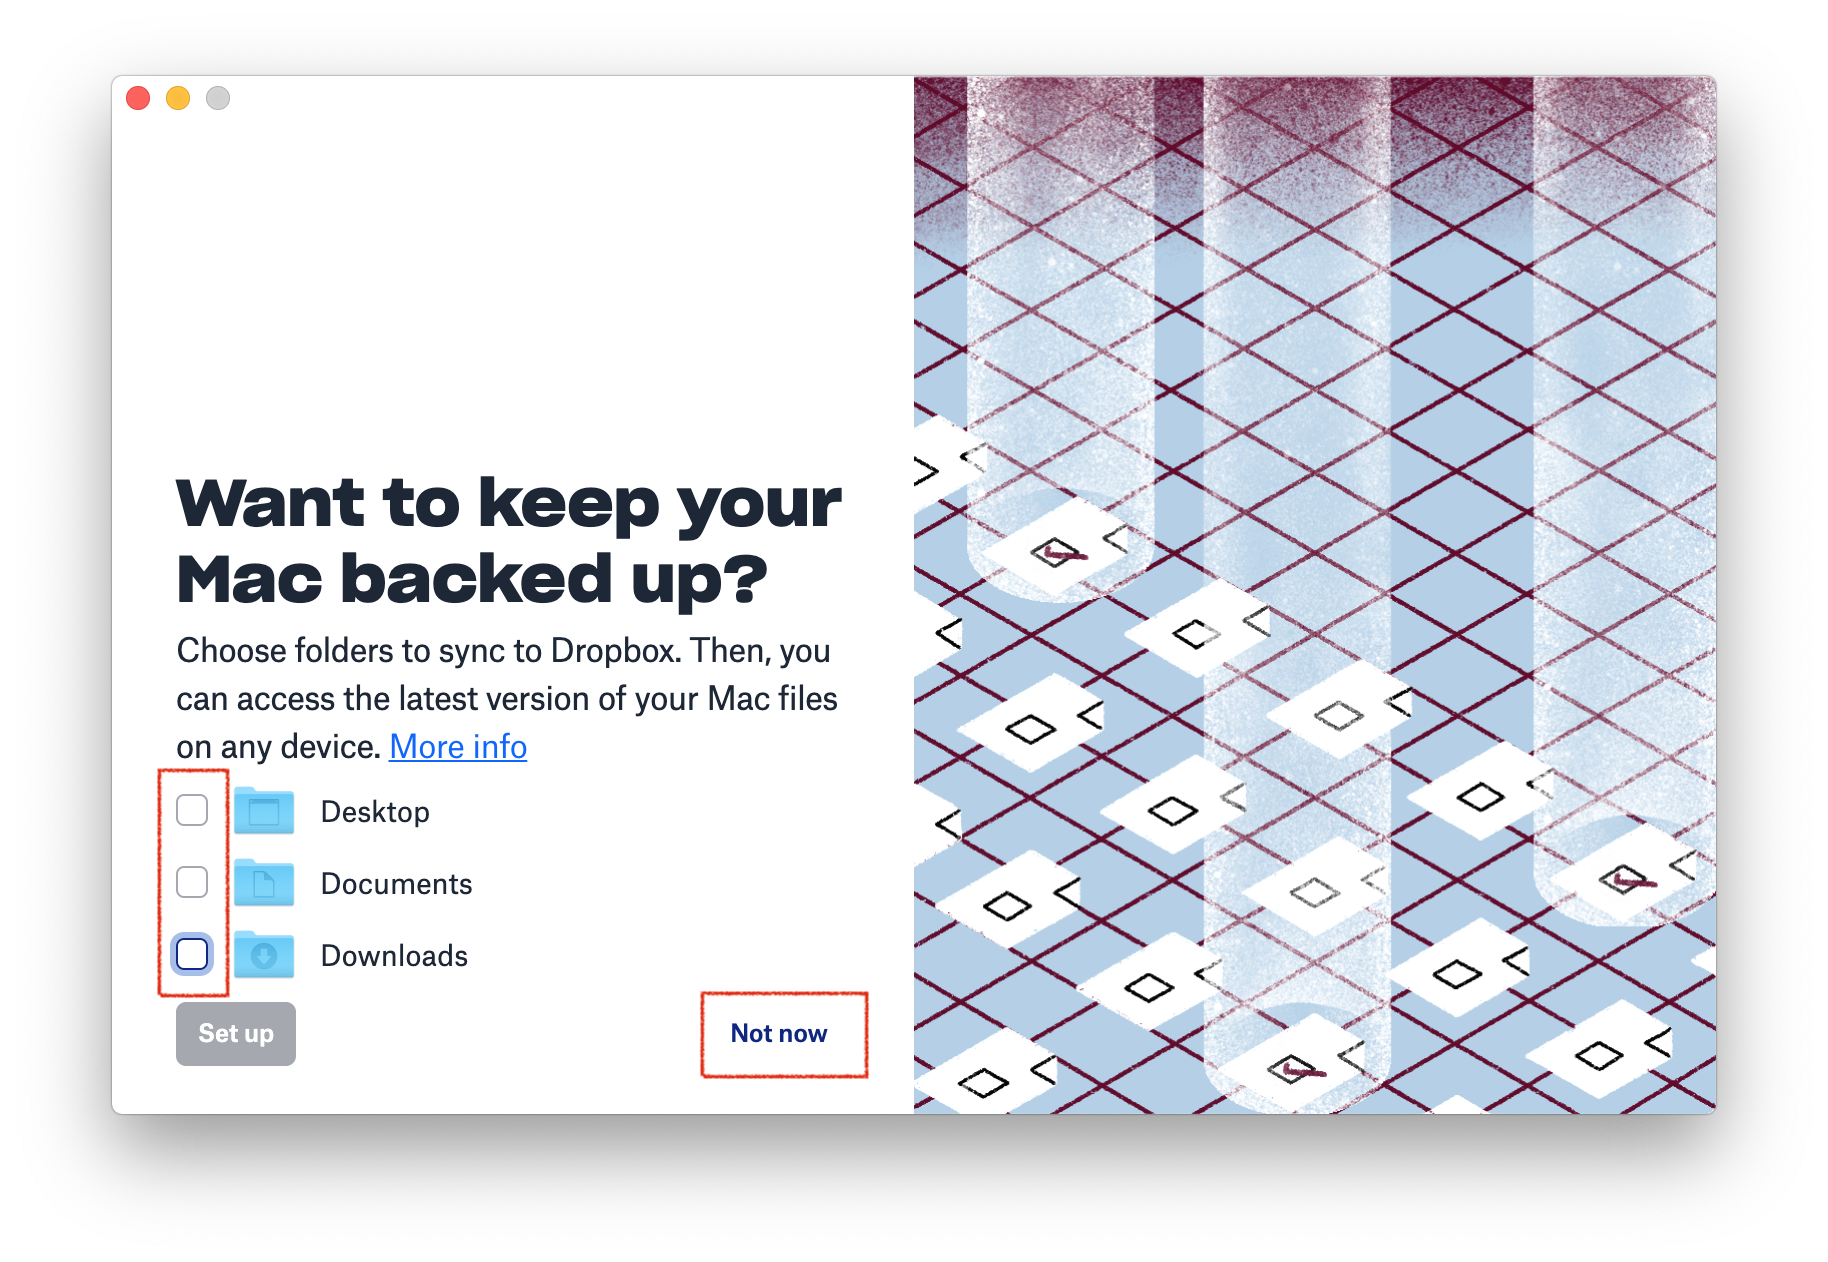 Want to keep your
Mac backed up?
Choose folders to sync to Dropbox. Then, you
can access the latest version of your Mac files
on any device. More info
Desktop
Documents
Downloads
Set up
Not now